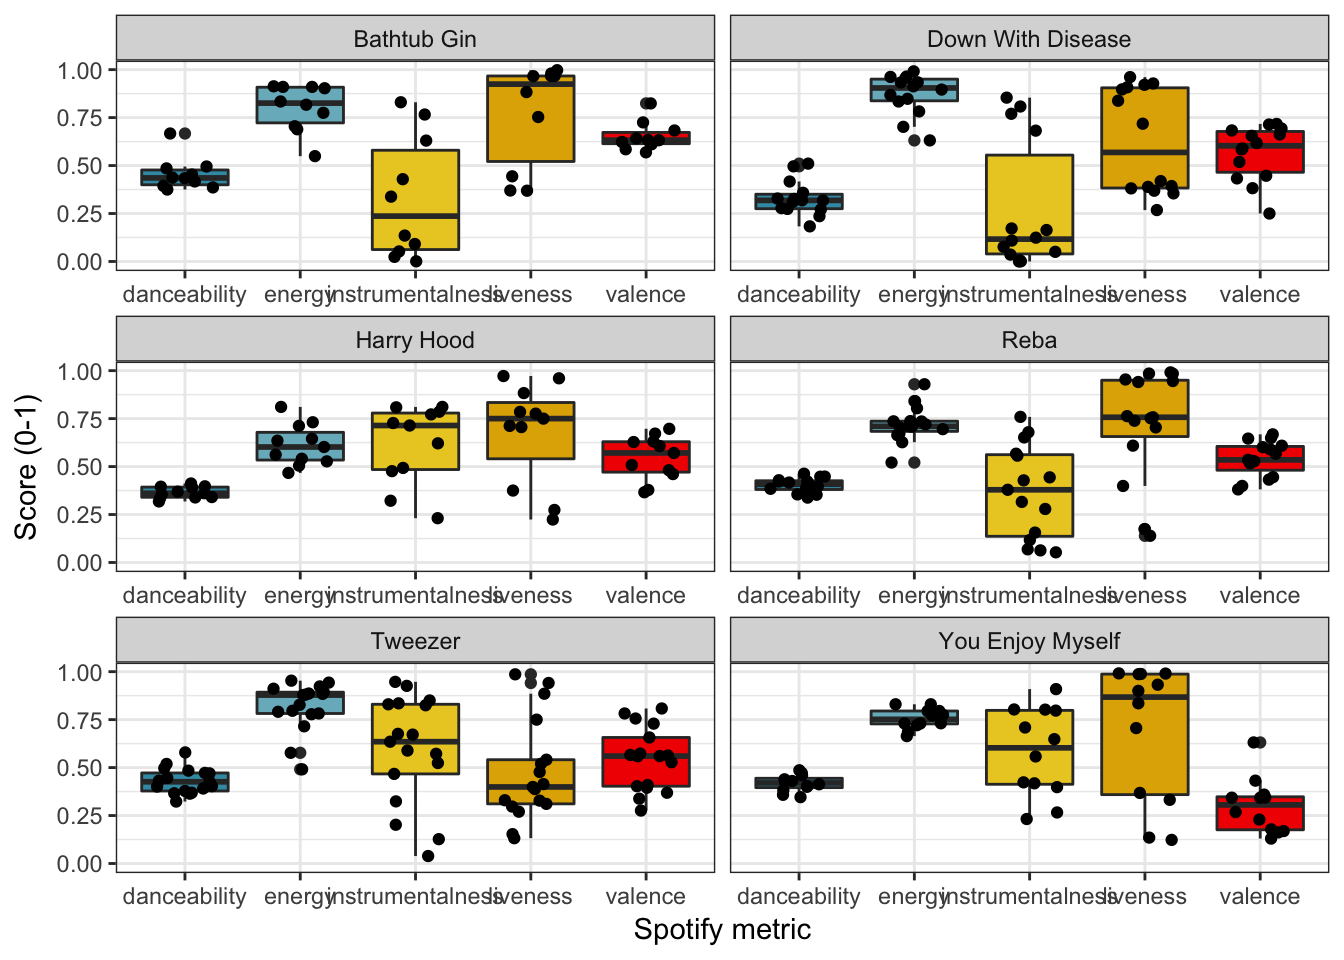 Bathtub Gin
Down With Disease
1.00
0.75
0.50
0.25
0.00
danceability energy instrumentalness liveness valence
danceability energy instrumentalness liveness valence
Harry Hood
Reba
1.00
0.75
0.50
0.25
0.00
danceability energy instrumentalness liveness valence
danceability energy instrumentalness liveness valence
Score (0-1)
Tweezer
You Enjoy Myself
1.00
0.75
0.50
0.25
0.00
danceability energy instrumentalness liveness valence
danceability energy instrumentalness liveness valence
Spotify metric